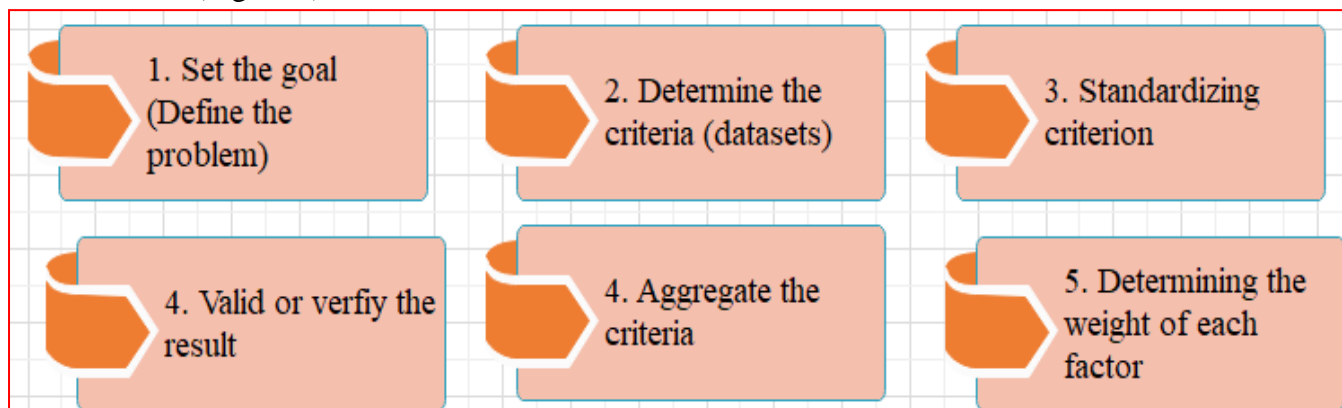 1. Set the goal
(Define the
problem)
2. Determine the
criteria (datasets)
3. Standardizing
criterion
4. Valid or verfiy the
result
4. Aggregate the
criteria
5. Determining the
weight of each
factor